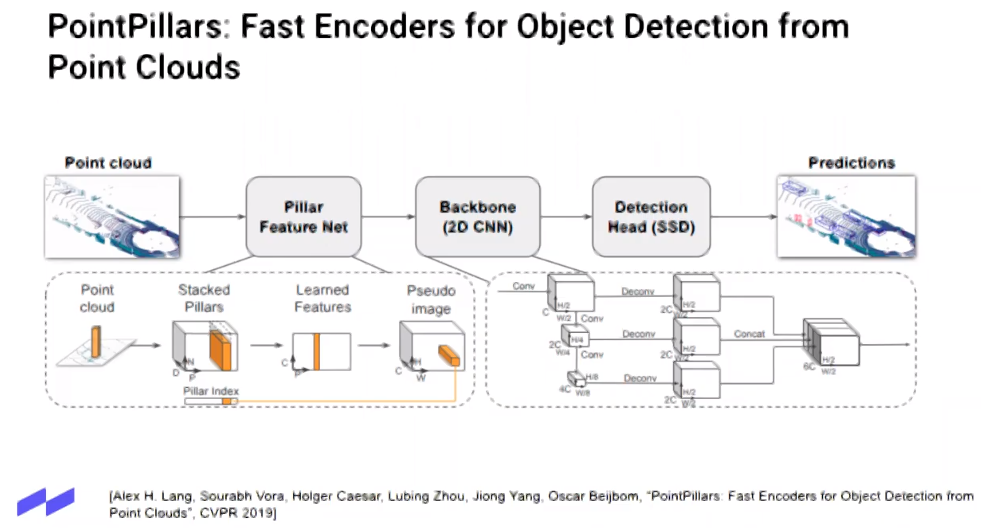 PointPillars: Fast Encoders for Object Detection from
Point Clouds
Point cloud
Pillar
Feature Net
Backbone
(2D CNN)
Detection
Head (SSD)
Predictions
Point
cloud
Stacked
Pillars
Learned
Features
Pseudo
image
D
N
P
C
P
C
H
W
Pillar Index
Conv
C
H/2
W/2
Conv
2C
H/4
W/4
Conv
4C
H/8
W/8
Deconv
2C
H/2
W/2
Deconv
2C
H/2
W/2
Deconv
2C
H/2
W/2
Concat
6C
H/2
W/2
[Alex H. Lang, Sourabh Vora, Holger Caesar, Lubing Zhou, Jiong Yang, Oscar Beijbom, "PointPillars: Fast Encoders for Object Detection from
Point Clouds", CVPR 2019]